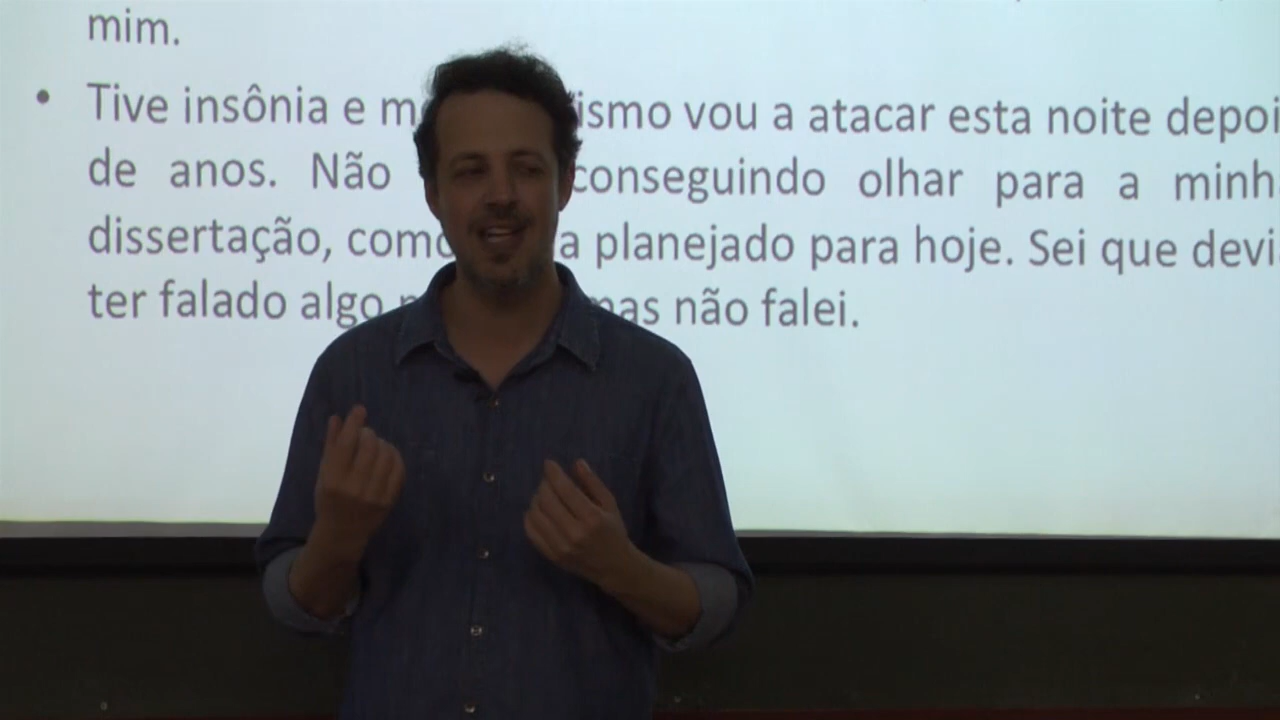 mim.
• Tive insônia e m ismo vou a atacar esta noite depoi
de anos. Não conseguindo olhar para a minh
dissertação, como a planejado para hoje. Sei que devi
ter falado algo mas não falei.